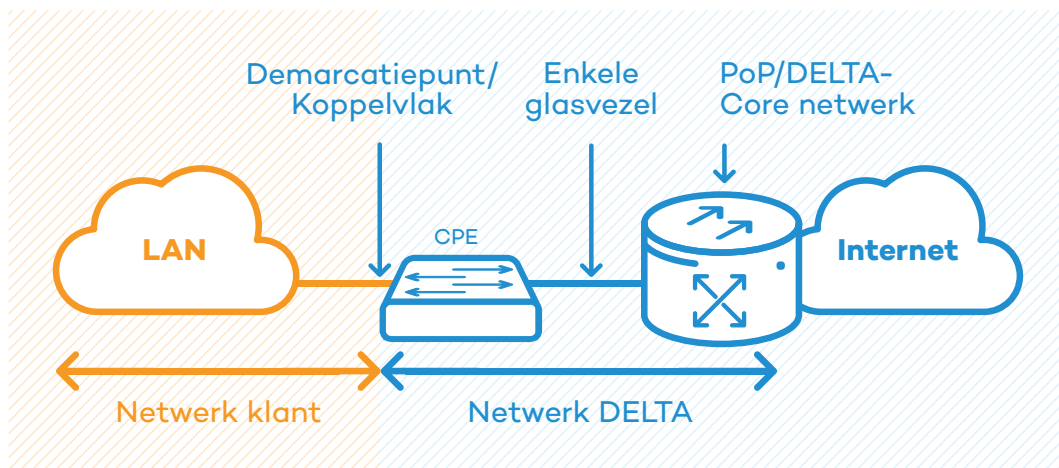 Demarcatiepunt/
Koppelvlak
Enkele
glasvezel
PoP/DELTA-
Core netwerk
LAN
CPE
Internet
Netwerk klant
Netwerk DELTA